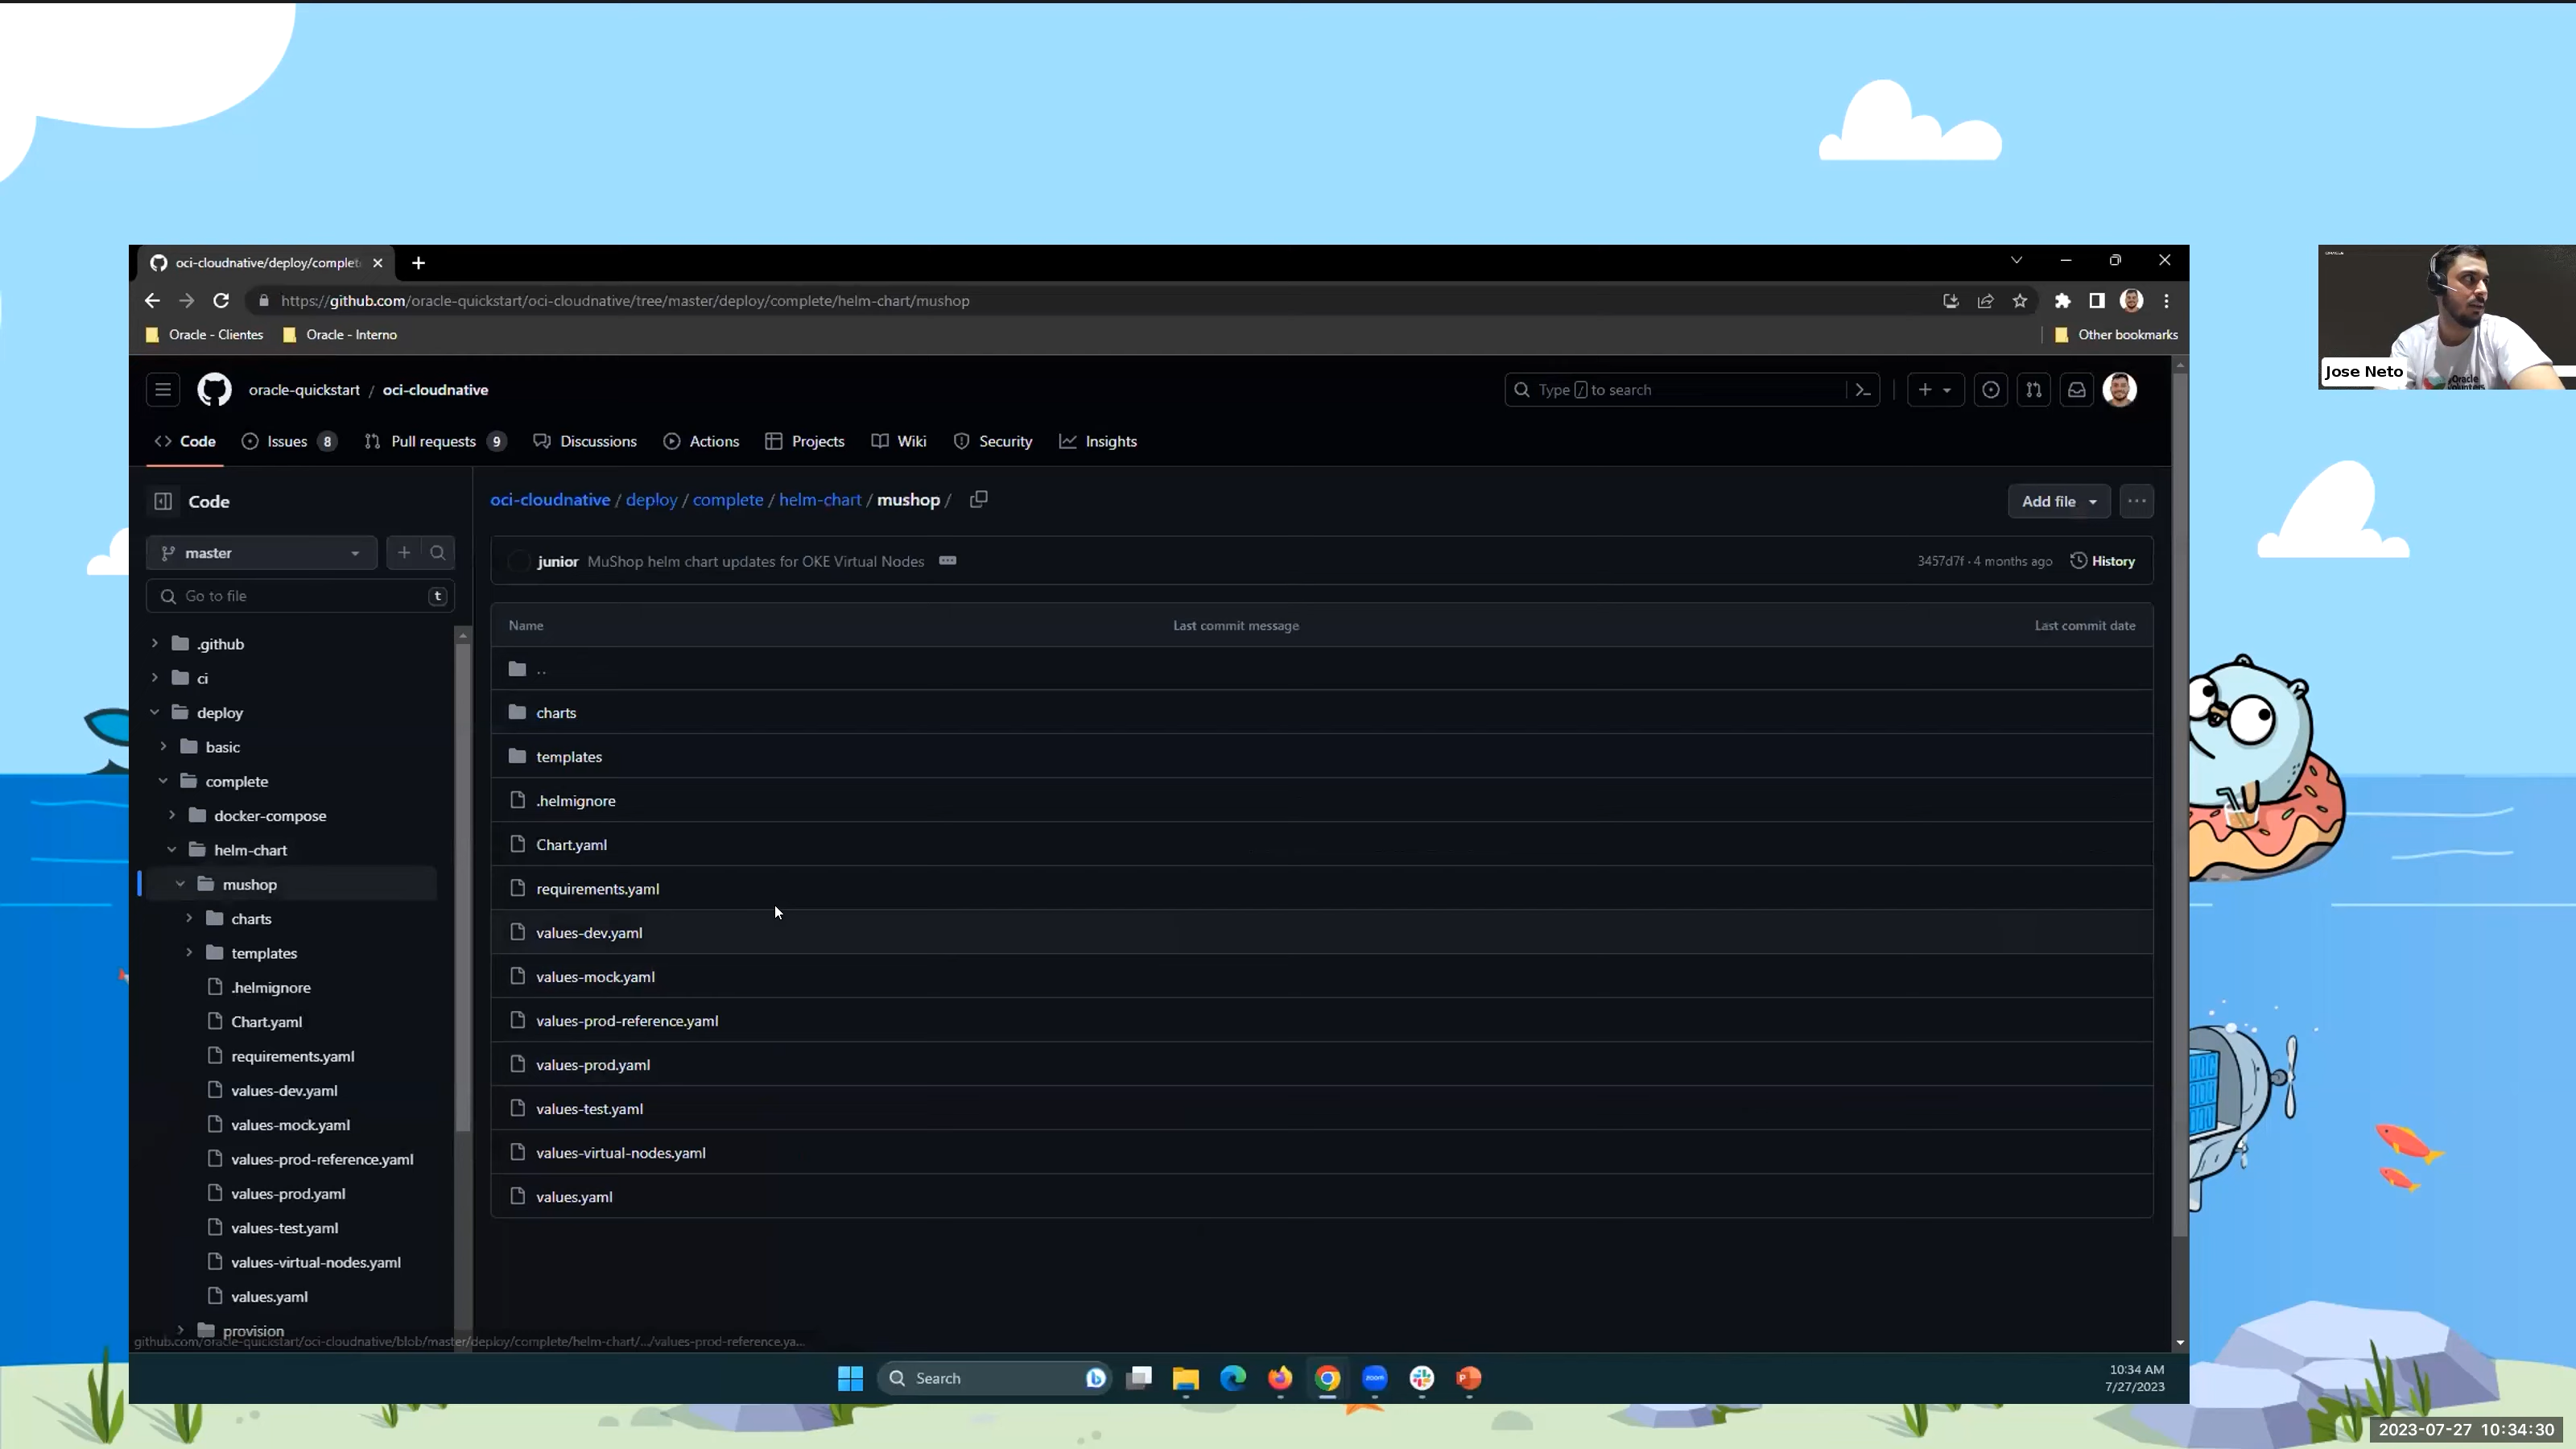 oci-cloudnative/deploy/complet
https://github.com/oracle-quickstart/oci-cloudnative/tree/master/deploy/complete/helm-chart/mushop
Oracle - Clientes
Oracle - Interno
Other bookmarks
oracle-quickstart / oci-cloudnative
Type / to search
Code
Issues 8
Pull requests 9
Discussions
Actions
Projects
Wiki
Security
Insights
Code
master
Go to file
t
.github
ci
deploy
basic
complete
docker-compose
helm-chart
mushop
charts
templates
.helmignore
Chart.yaml
requirements.yaml
values-dev.yaml
values-mock.yaml
values-prod-reference.yaml
values-prod.yaml
values-test.yaml
values-virtual-nodes.yaml
values.yaml
provision
github.com/oracle-quickstart/oci-cloudnative/blob/master/deploy/complete/helm-chart/.../values-prod-reference.ya...
oci-cloudnative / deploy / complete / helm-chart / mushop /
Add file
junior MuShop helm chart updates for OKE Virtual Nodes
3457d7f · 4 months ago
History
Name Last commit message Last commit date
..
charts
templates
.helmignore
Chart.yaml
requirements.yaml
values-dev.yaml
values-mock.yaml
values-prod-reference.yaml
values-prod.yaml
values-test.yaml
values-virtual-nodes.yaml
values.yaml
Search
zoom
10:34 AM
7/27/2023
Jose Neto
Oracle
2023-07-27 10:34:30